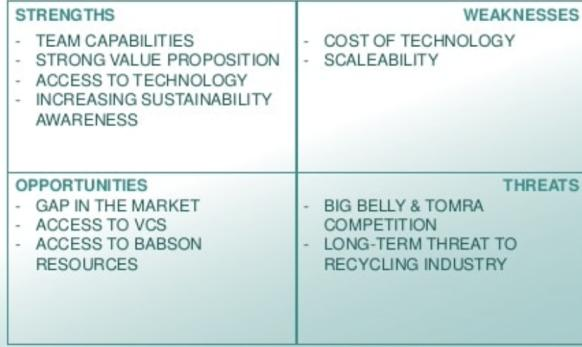 STRENGTHS
- TEAM CAPABILITIES
- STRONG VALUE PROPOSITION
- ACCESS TO TECHNOLOGY
- INCREASING SUSTAINABILITY
AWARENESS
WEAKNESSES
- COST OF TECHNOLOGY
- SCALEABILITY
OPPORTUNITIES
- GAP IN THE MARKET
- ACCESS TO VCS
- ACCESS TO BABSON
RESOURCES
THREATS
- BIG BELLY & TOMRA
COMPETITION
- LONG-TERM THREAT TO
RECYCLING INDUSTRY